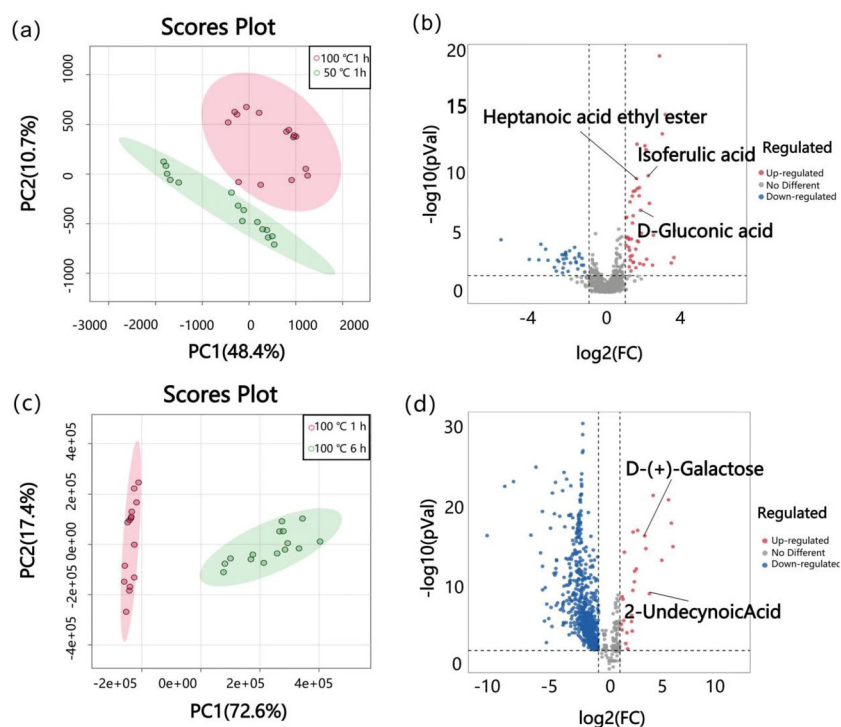 (a)
Scores Plot
100 °C1 h
50 °C 1h
PC2(10.7%)
1000
500
0
-500
-1000
-3000 -2000 -1000 0 1000 2000
PC1(48.4%)
(b)
-log10(pVal)
20
15
10
5
0
Heptanoic acid ethyl ester
Isoferulic acid
D-Gluconic acid
Regulated
Up-regulated
No Different
Down-regulated
-4 0 4
log2(FC)
(c)
Scores Plot
100 °C 1 h
100 °C 6 h
PC2(17.4%)
4e+05
2e+05
0e+00
-2e+05
-4e+05
-2e+05 0e+00 2e+05 4e+05
PC1(72.6%)
(d)
-log10(pVal)
30
20
10
0
D-(+)-Galactose
2-UndecynoicAcid
Regulated
Up-regulated
No Different
Down-regulated
-10 -5 0 5 10
log2(FC)